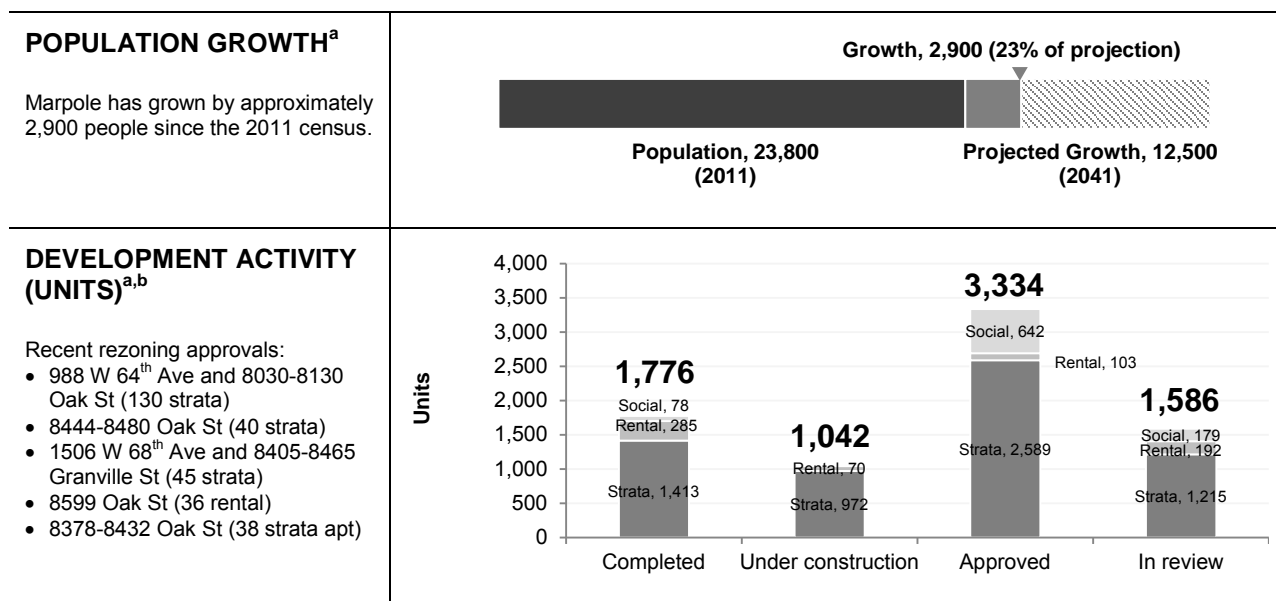 POPULATION GROWTHa
Marpole has grown by approximately
2,900 people since the 2011 census.
Growth, 2,900 (23% of projection)
Population, 23,800
(2011)
Projected Growth, 12,500
(2041)
DEVELOPMENT ACTIVITY
(UNITS)a,b
Recent rezoning approvals:
• 988 W 64th Ave and 8030-8130
Oak St (130 strata)
• 8444-8480 Oak St (40 strata)
• 1506 W 68th Ave and 8405-8465
Granville St (45 strata)
• 8599 Oak St (36 rental)
• 8378-8432 Oak St (38 strata apt)
Units
4,000
3,500
3,000
2,500
2,000
1,500
1,000
500
0
1,776
Social, 78
Rental, 285
Strata, 1,413
1,042
Rental, 70
Strata, 972
3,334
Social, 642
Rental, 103
Strata, 2,589
1,586
Social, 179
Rental, 192
Strata, 1,215
Completed
Under construction
Approved
In review